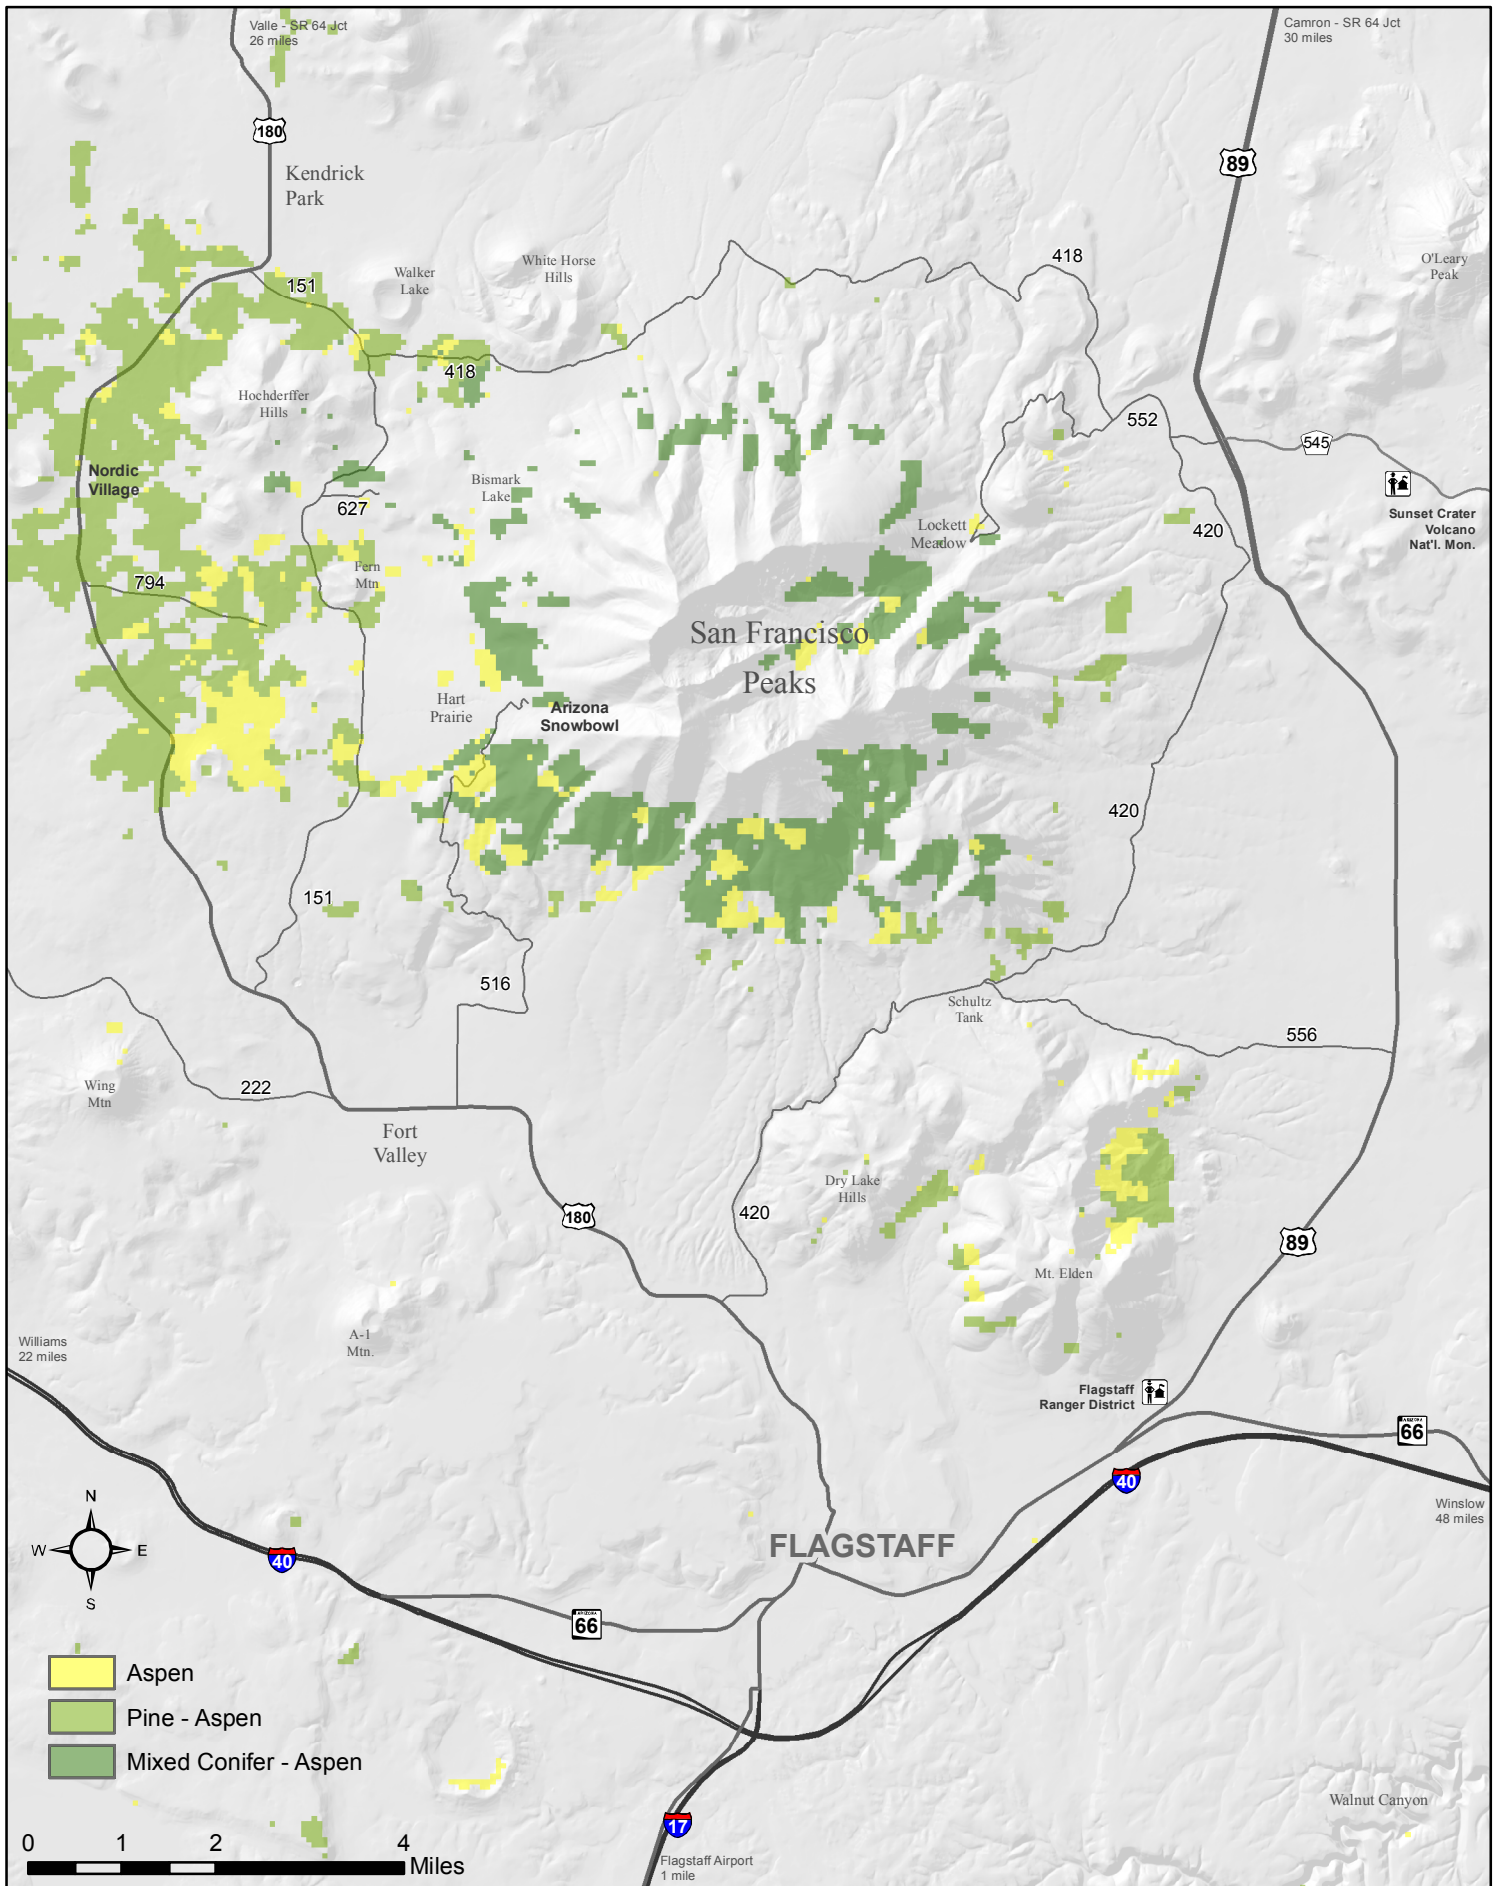 Valle - SR 64 Jct
26 miles
Camron - SR 64 Jct
30 miles
180
89
Kendrick
Park
O'Leary
Peak
418
White Horse
Hills
Walker
Lake
151
418
Hochderffer
Hills
552
545
Nordic
Village
Bismark
Lake
627
Lockett
Meadow
420
Sunset Crater
Volcano
Nat'l. Mon.
Fern
Mtn
794
San Francisco
Peaks
Hart
Prairie
Arizona
Snowbowl
420
151
516
Schultz
Tank
556
Wing
Mtn
222
Fort
Valley
Dry Lake
Hills
180
420
89
Mt. Elden
A-1
Mtn.
Williams
22 miles
Flagstaff
Ranger District
ARIZONA
66
40
Winslow
48 miles
N
W
E
S
FLAGSTAFF
40
ARIZONA
66
Aspen
Pine - Aspen
Mixed Conifer - Aspen
Walnut Canyon
17
0 1 2 4
Miles
Flagstaff Airport
1 mile